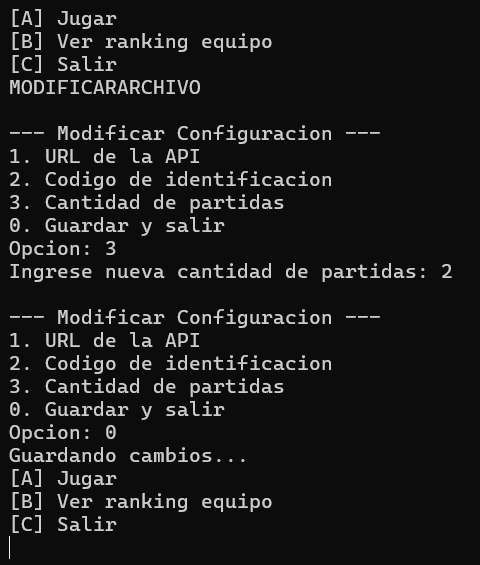 [A] Jugar
[B] Ver ranking equipo
[C] Salir
MODIFICARARCHIVO
--- Modificar Configuracion ---
1. URL de la API
2. Codigo de identificacion
3. Cantidad de partidas
0. Guardar y salir
Opcion: 3
Ingrese nueva cantidad de partidas: 2
--- Modificar Configuracion ---
1. URL de la API
2. Codigo de identificacion
3. Cantidad de partidas
0. Guardar y salir
Opcion: 0
Guardando cambios...
[A] Jugar
[B] Ver ranking equipo
[C] Salir